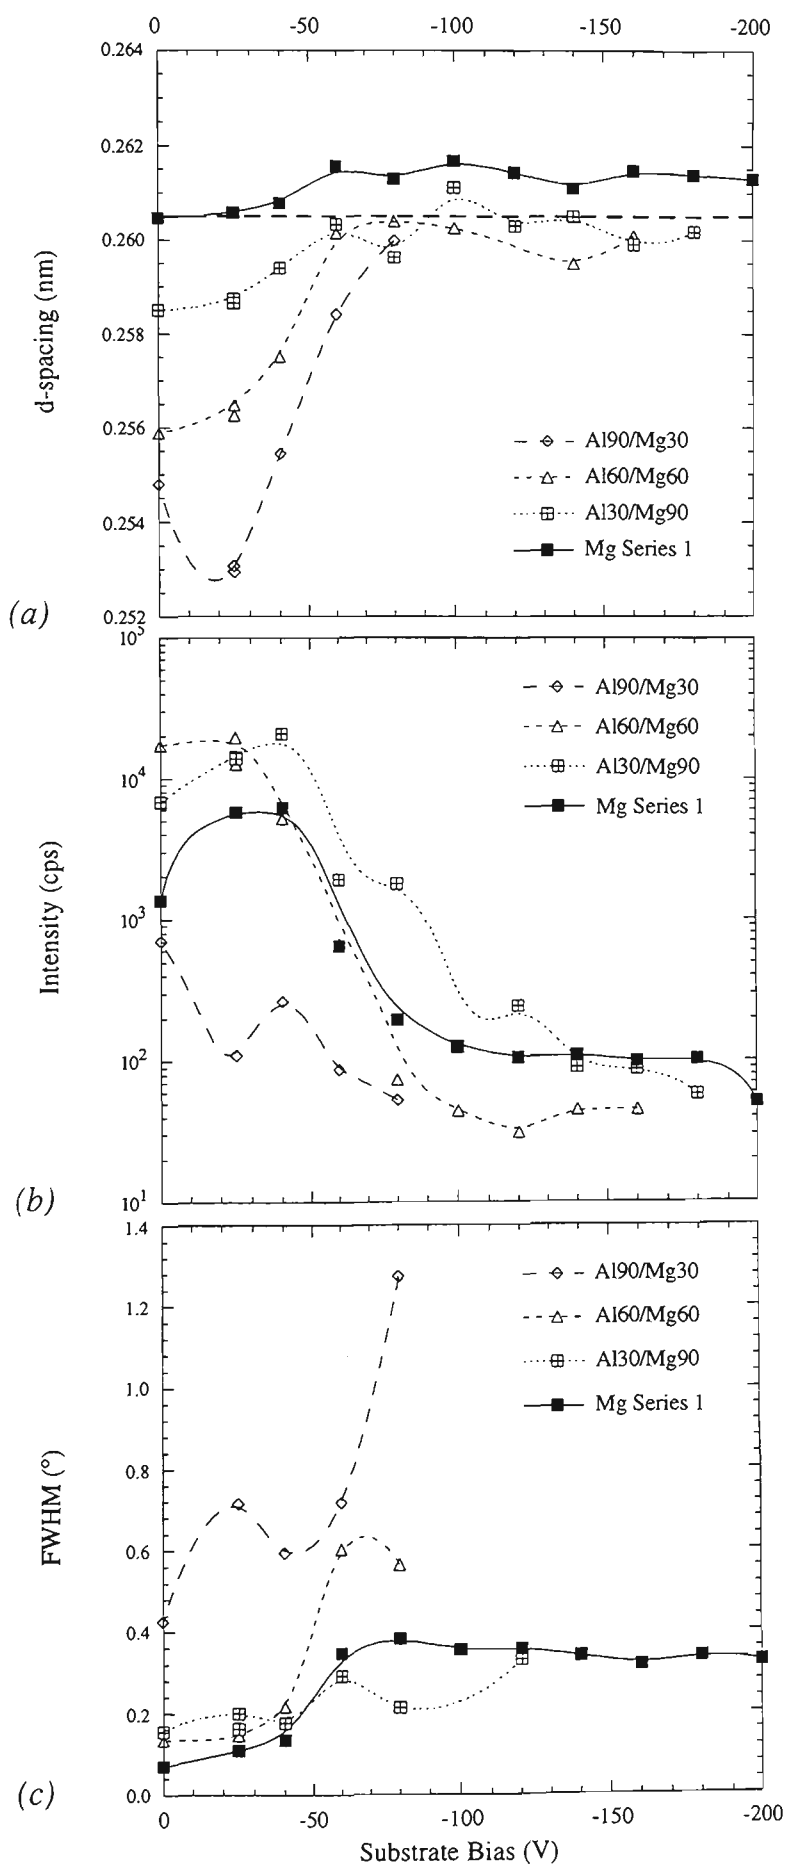 0 -50 -100 -150 -200
0.264
0.262
0.260
0.258
0.256
0.254
0.252
d-spacing (nm)
Al90/Mg30
Al60/Mg60
Al30/Mg90
Mg Series 1
(a)
10⁵
10⁴
10³
10²
10¹
Intensity (cps)
Al90/Mg30
Al60/Mg60
Al30/Mg90
Mg Series 1
(b)
1.4
1.2
1.0
0.8
0.6
0.4
0.2
0.0
FWHM (°)
Al90/Mg30
Al60/Mg60
Al30/Mg90
Mg Series 1
(c)
0 -50 -100 -150 -200
Substrate Bias (V)